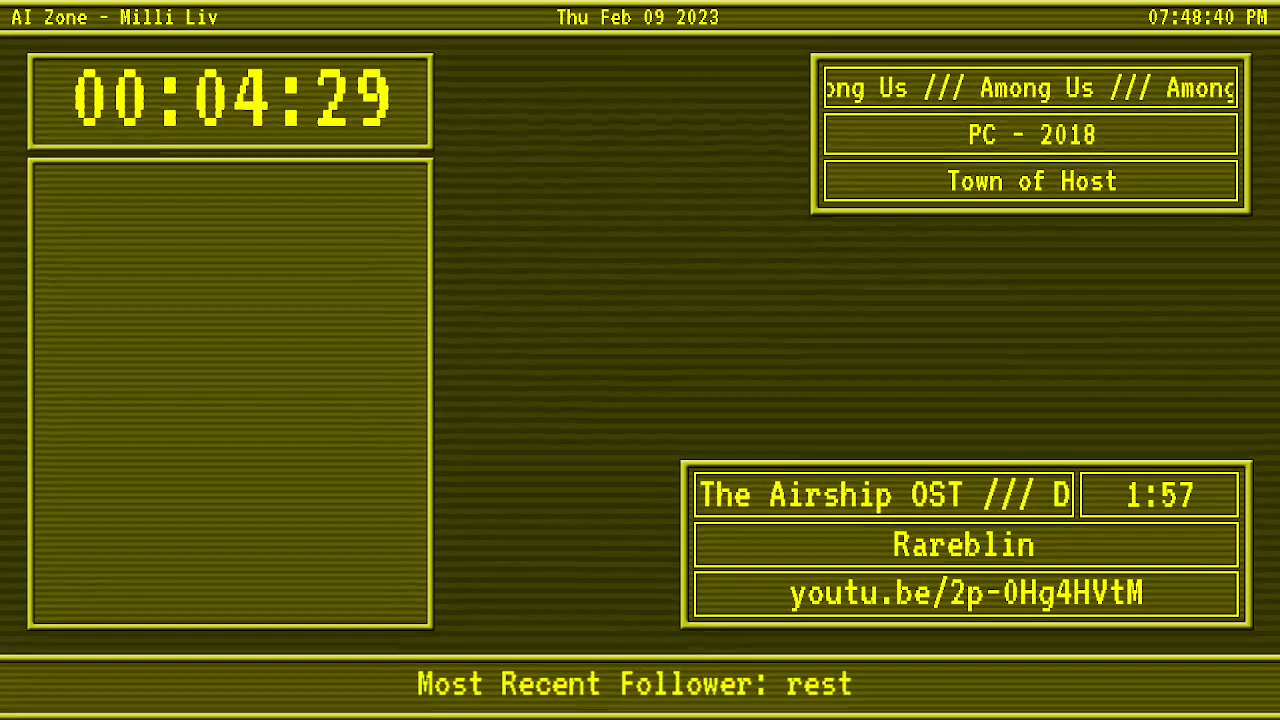 AI Zone - Milli Liv
Thu Feb 09 2023
07:48:40 PM
00:04:29
ong Us /// Among Us /// Among
PC - 2018
Town of Host
The Airship OST /// D
1:57
Rareblin
youtu.be/2p-0Hg4HVtM
Most Recent Follower: rest